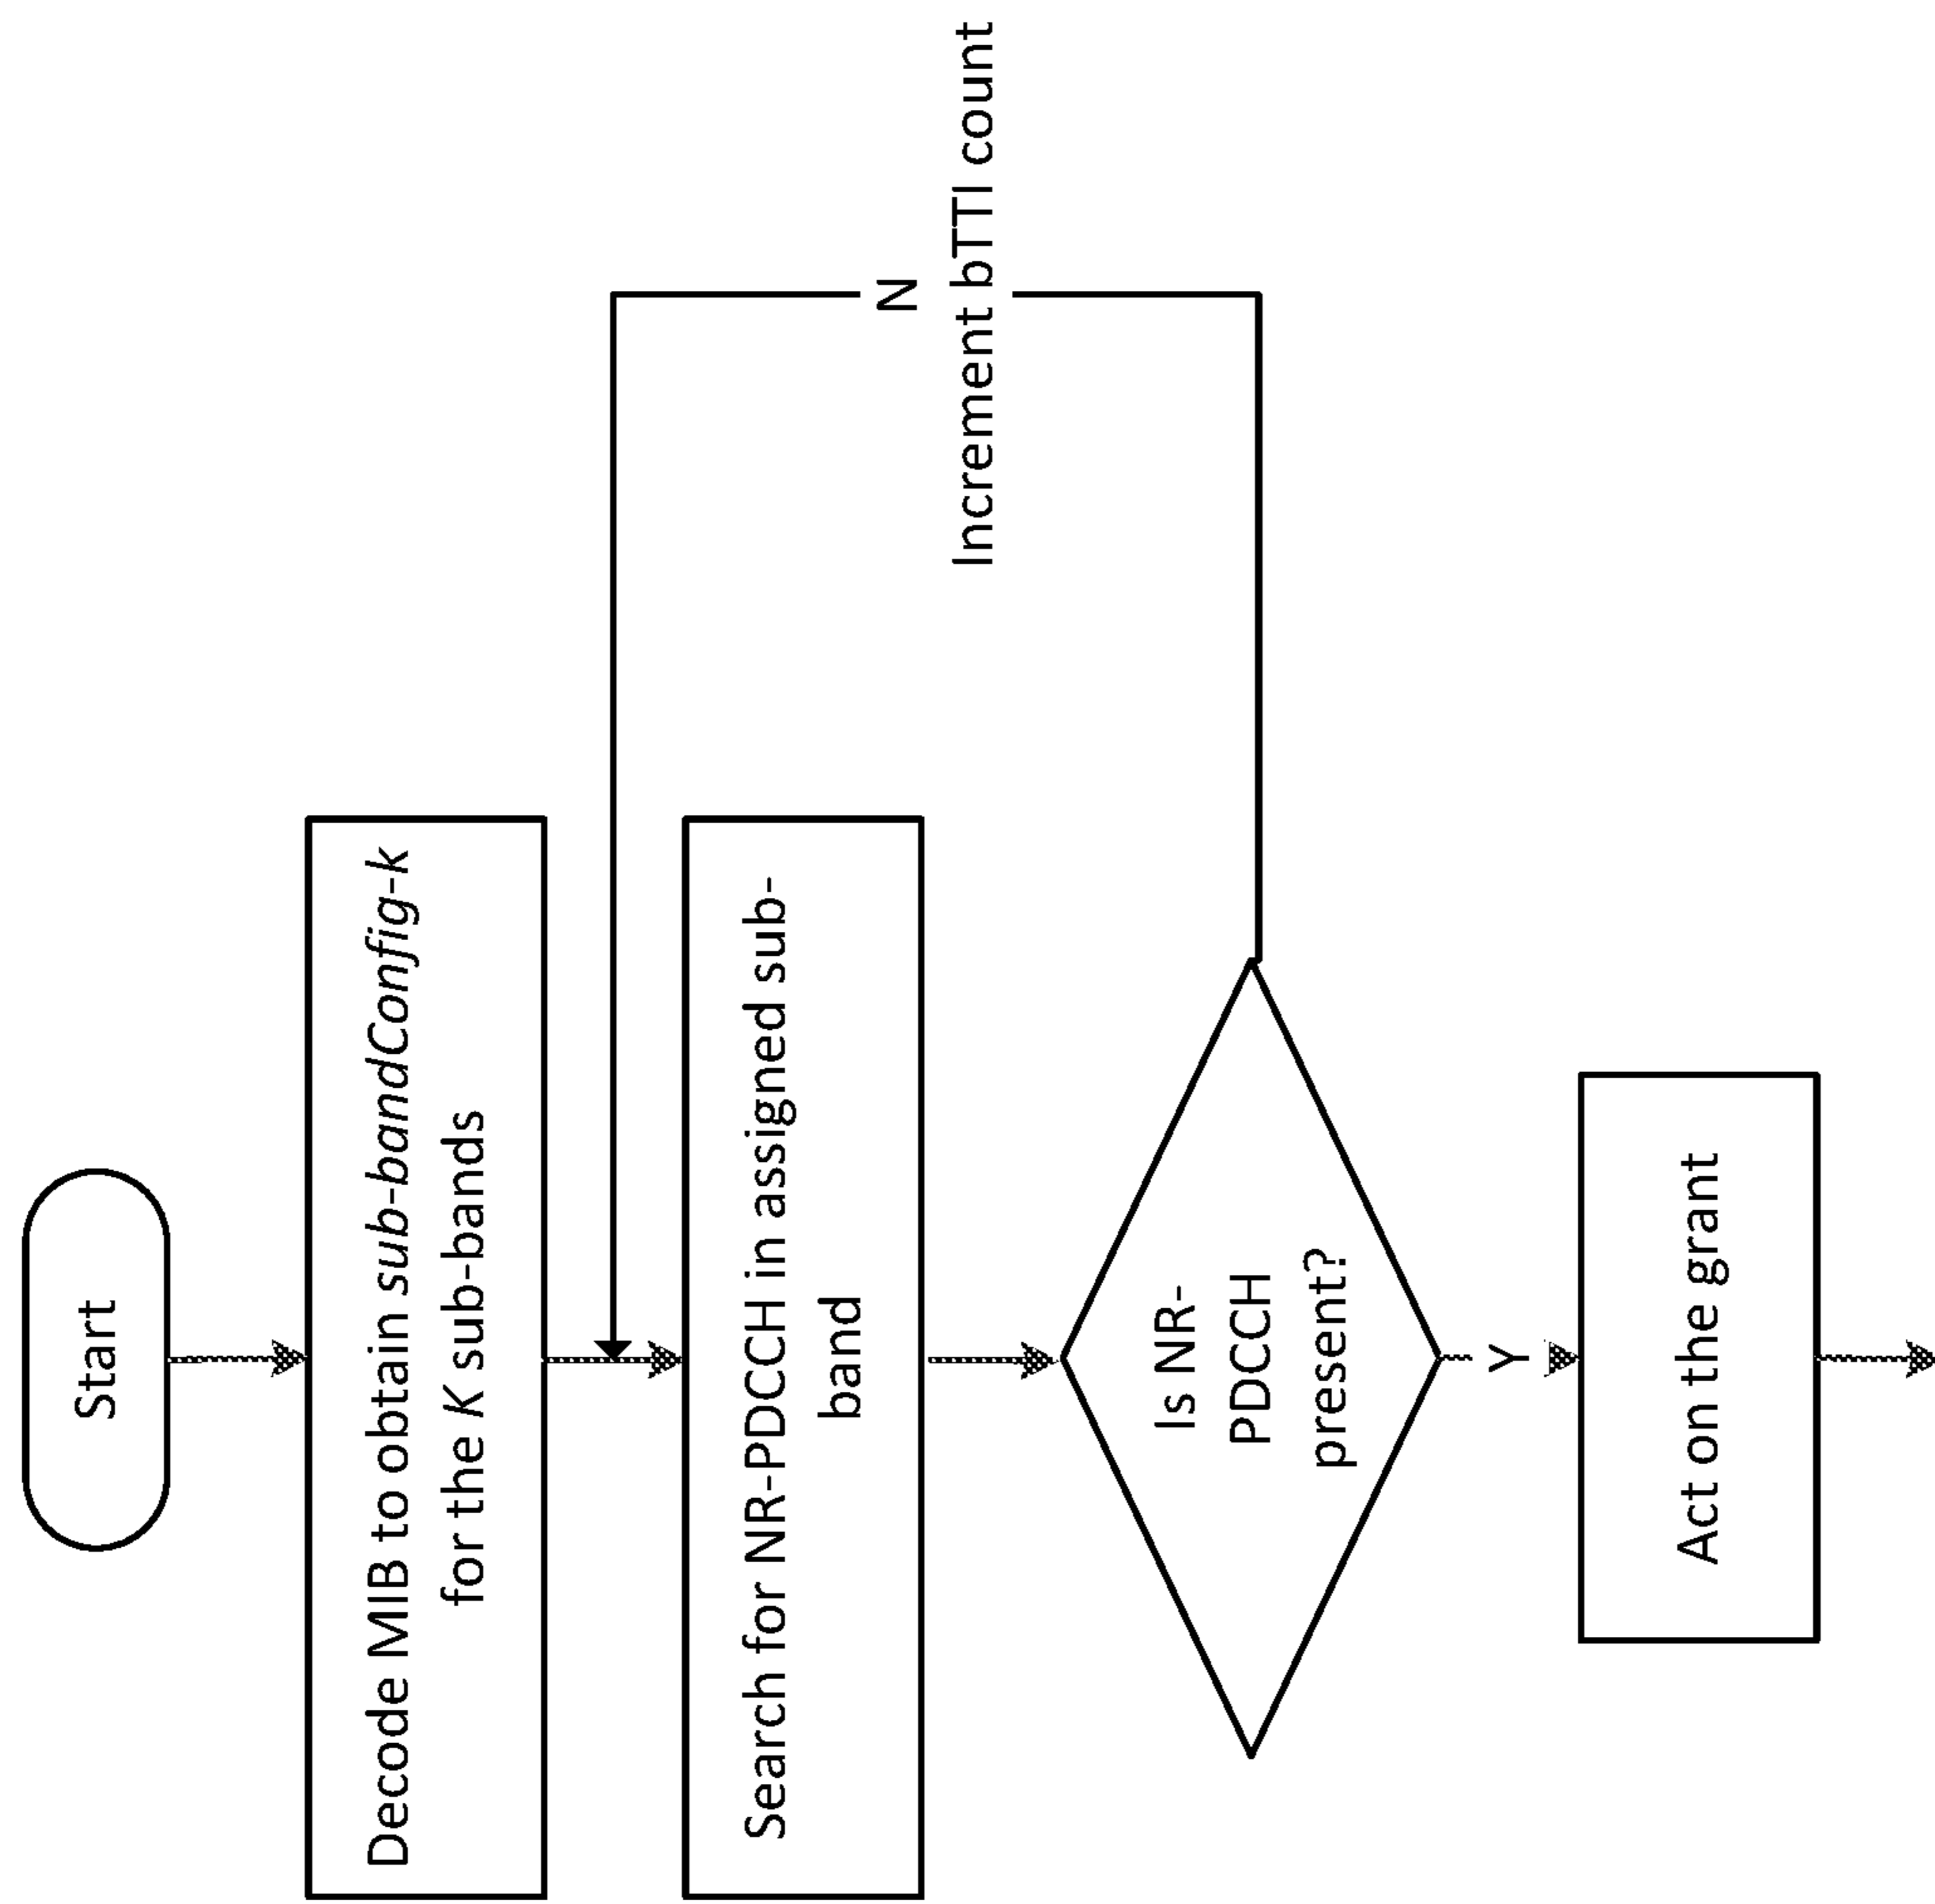 Start
Decode MIB to obtain sub-bandConfig-k
for the K sub-bands
Search for NR-PDCCH in assigned sub-
band
Is NR-
PDCCH
present?
N
Increment bTTI count
Y
Act on the grant